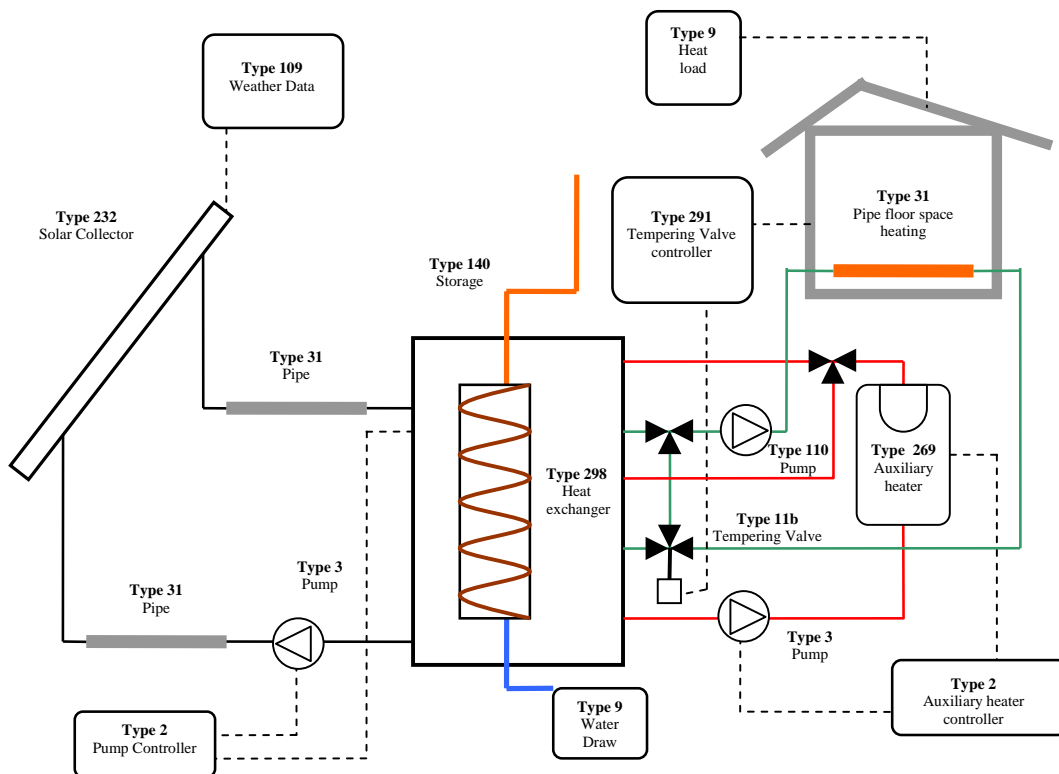 Type 9
Heat
load
Type 109
Weather Data
Type 31
Pipe floor space
heating
Type 291
Tempering Valve
controller
Type 232
Solar Collector
Type 140
Storage
Type 31
Pipe
Type 110
Pump
Type 269
Auxiliary
heater
Type 298
Heat
exchanger
Type 11b
Tempering Valve
Type 3
Pump
Type 31
Pipe
Type 3
Pump
Type 2
Auxiliary heater
controller
Type 9
Water
Draw
Type 2
Pump Controller